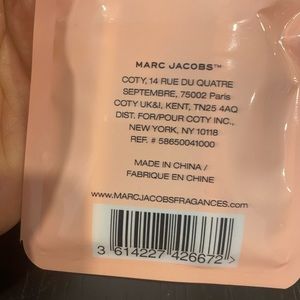 MARC JACOBS™
COTY, 14 RUE DU QUATRE
SEPTEMBRE, 75002 Paris
COTY UK&I, KENT, TN25 4AQ
DIST. FOR/POUR COTY INC.,
NEW YORK, NY 10118
REF. # 58650041000
MADE IN CHINA /
FABRIQUE EN CHINE
www.MARCJACOBSFRAGANCES.com
3 614227 426672 >